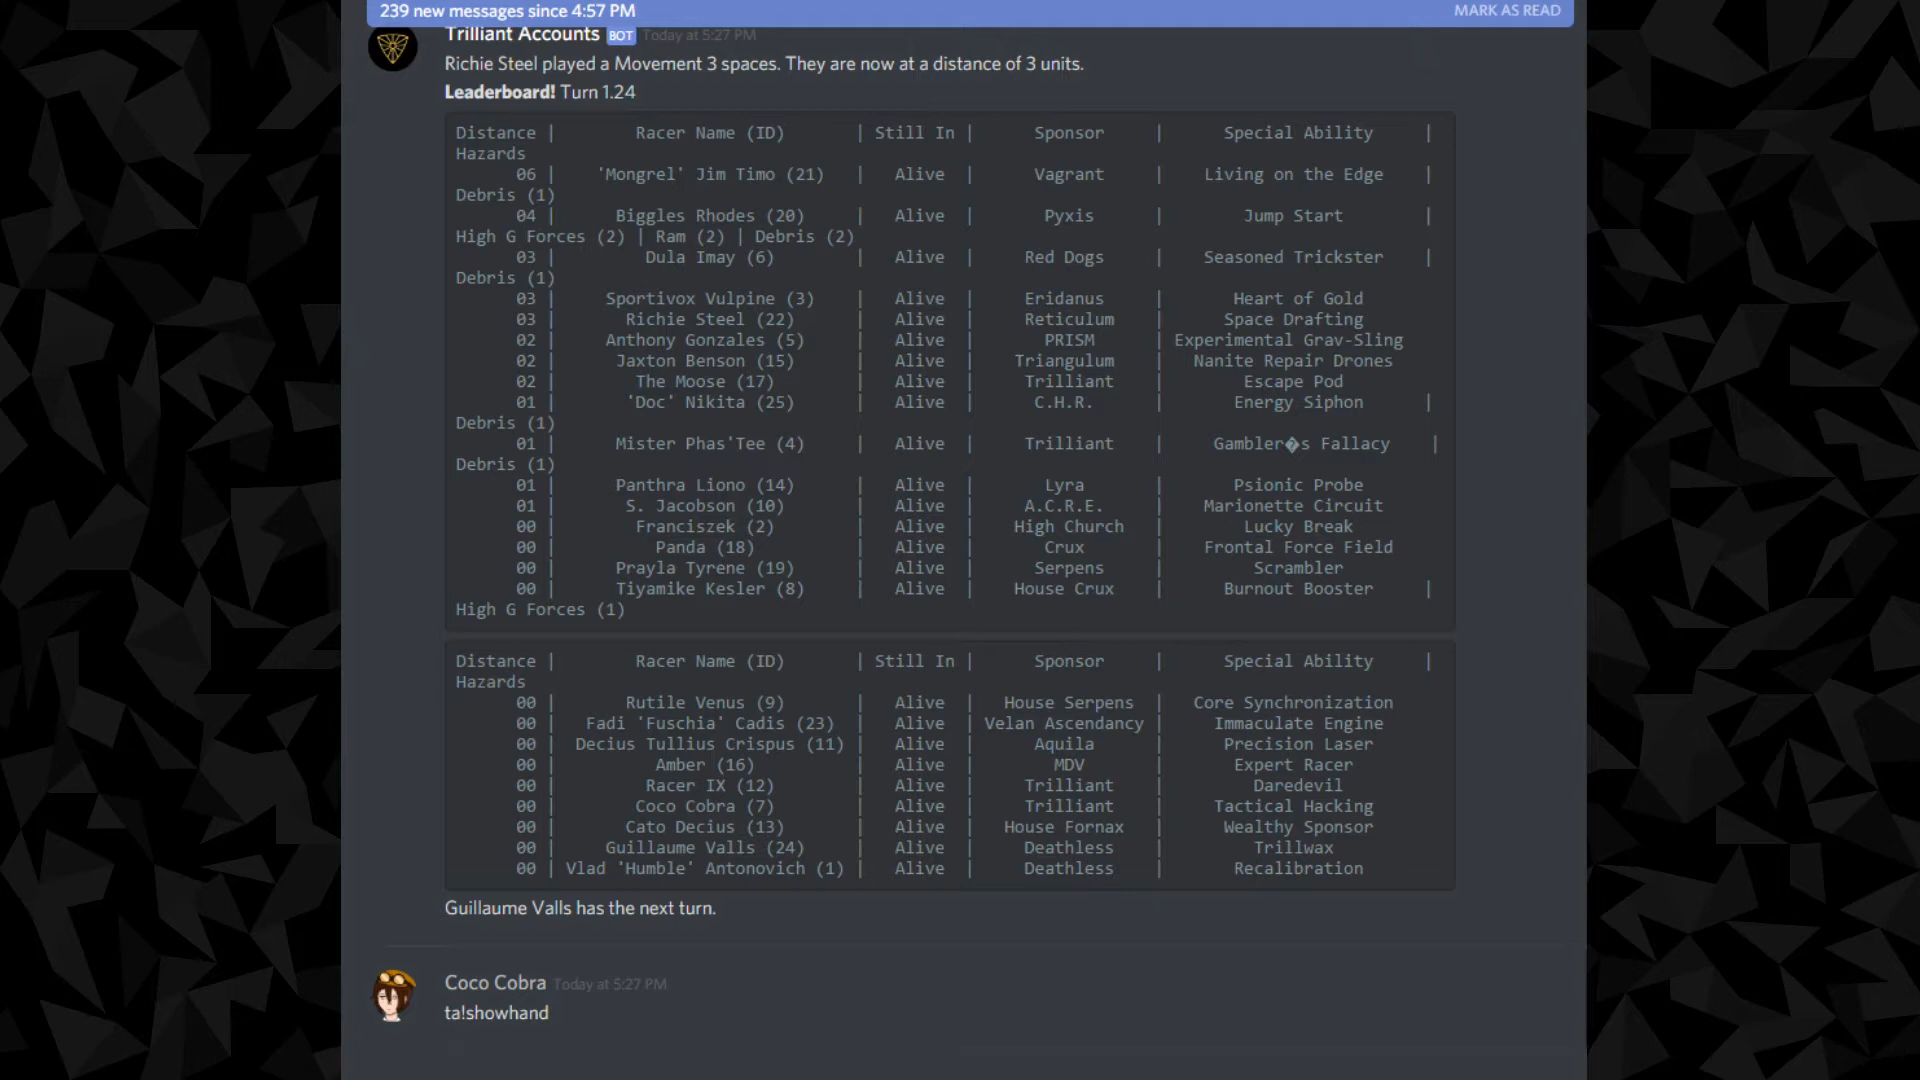 239 new messages since 4:57 PM MARK AS READ
Trilliant Accounts BOT Today at 5:27 PM
Richie Steel played a Movement 3 spaces. They are now at a distance of 3 units.
Leaderboard! Turn 1.24
Distance | Racer Name (ID) | Still In | Sponsor | Special Ability |
Hazards
06 | 'Mongrel' Jim Timo (21) | Alive | Vagrant | Living on the Edge |
Debris (1)
04 | Biggles Rhodes (20) | Alive | Pyxis | Jump Start |
High G Forces (2) | Ram (2) | Debris (2)
03 | Dula Imay (6) | Alive | Red Dogs | Seasoned Trickster |
Debris (1)
03 | Sportivox Vulpine (3) | Alive | Eridanus | Heart of Gold
03 | Richie Steel (22) | Alive | Reticulum | Space Drafting
02 | Anthony Gonzales (5) | Alive | PRISM | Experimental Grav-Sling
02 | Jaxton Benson (15) | Alive | Triangulum | Nanite Repair Drones
02 | The Moose (17) | Alive | Trilliant | Escape Pod
01 | 'Doc' Nikita (25) | Alive | C.H.R. | Energy Siphon |
Debris (1)
01 | Mister Phas'Tee (4) | Alive | Trilliant | Gambler�s Fallacy |
Debris (1)
01 | Panthra Liono (14) | Alive | Lyra | Psionic Probe
01 | S. Jacobson (10) | Alive | A.C.R.E. | Marionette Circuit
00 | Franciszek (2) | Alive | High Church | Lucky Break
00 | Panda (18) | Alive | Crux | Frontal Force Field
00 | Prayla Tyrene (19) | Alive | Serpens | Scrambler
00 | Tiyamike Kesler (8) | Alive | House Crux | Burnout Booster |
High G Forces (1)
Distance | Racer Name (ID) | Still In | Sponsor | Special Ability |
Hazards
00 | Rutile Venus (9) | Alive | House Serpens | Core Synchronization
00 | Fadi 'Fuschia' Cadis (23) | Alive | Velan Ascendancy | Immaculate Engine
00 | Decius Tullius Crispus (11) | Alive | Aquila | Precision Laser
00 | Amber (16) | Alive | MDV | Expert Racer
00 | Racer IX (12) | Alive | Trilliant | Daredevil
00 | Coco Cobra (7) | Alive | Trilliant | Tactical Hacking
00 | Cato Decius (13) | Alive | House Fornax | Wealthy Sponsor
00 | Guillaume Valls (24) | Alive | Deathless | Trillwax
00 | Vlad 'Humble' Antonovich (1) | Alive | Deathless | Recalibration
Guillaume Valls has the next turn.
Coco Cobra Today at 5:27 PM
ta!showhand